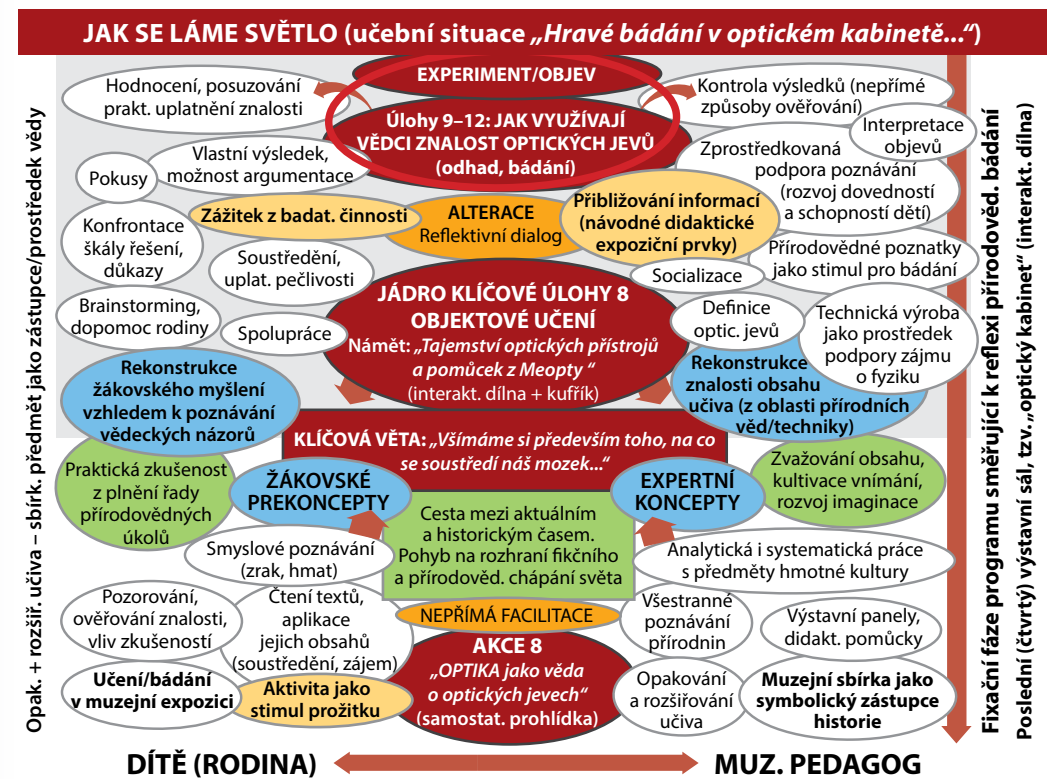 JAK SE LÁME SVĚTLO (učební situace „Hravé bádání v optickém kabinetě...“)
EXPERIMENT/OBJEV
Hodnocení, posuzování
prakt. uplatnění znalosti
Kontrola výsledků (nepřímé
způsoby ověřování)
Úlohy 9–12: JAK VYUŽÍVAJÍ
VĚDCI ZNALOST OPTICKÝCH JEVŮ
(odhad, bádání)
Interpretace
objevů
Vlastní výsledek,
možnost argumentace
Pokusy
Zprostředkovaná
podpora poznávání
(rozvoj dovedností
a schopností dětí)
Zážitek z badat. činnosti
ALTERACE
Reflektivní dialog
Přibližování informací
(návodné didaktické
expoziční prvky)
Konfrontace
škály řešení,
důkazy
Soustředění,
uplat. pečlivosti
Socializace
Přírodovědné poznatky
jako stimul pro bádání
Brainstorming,
dopomoc rodiny
Spolupráce
JÁDRO KLÍČOVÉ ÚLOHY 8
OBJEKTOVÉ UČENÍ
Námět: „Tajemství optických přístrojů
a pomůcek z Meopty “
(interakt. dílna + kufřík)
Definice
optic. jevů
Technická výroba
jako prostředek
podpory zájmu
o fyziku
Rekonstrukce
žákovského myšlení
vzhledem k poznávání
vědeckých názorů
Rekonstrukce
znalosti obsahu
učiva (z oblasti přírodních
věd/techniky)
KLÍČOVÁ VĚTA: „Všímáme si především toho, na co
se soustředí náš mozek...“
Praktická zkušenost
z plnění řady
přírodovědných
úkolů
ŽÁKOVSKÉ
PREKONCEPTY
EXPERTNÍ
KONCEPTY
Zvažování obsahu,
kultivace vnímání,
rozvoj imaginace
Cesta mezi aktuálním
a historickým časem.
Pohyb na rozhraní fikčního
a přírodověd. chápání světa
Smyslové poznávání
(zrak, hmat)
Analytická i systematická práce
s předměty hmotné kultury
Pozorování,
ověřování znalosti,
vliv zkušeností
Čtení textů,
aplikace
jejich obsahů
(soustředění, zájem)
NEPŘÍMÁ FACILITACE
Všestranné
poznávání
přírodnin
Výstavní panely,
didakt. pomůcky
AKCE 8
„OPTIKA jako věda
o optických jevech“
(samostat. prohlídka)
Učení/bádání
v muzejní expozici
Aktivita jako
stimul prožitku
Opakování
a rozšiřování
učiva
Muzejní sbírka jako
symbolický zástupce
historie
DÍTĚ (RODINA)
MUZ. PEDAGOG
Opak. + rozšiř. učiva – sbírk. předmět jako zástupce/prostředek vědy
Fixační fáze programu směřující k reflexi přírodověd. bádání
Poslední (čtvrtý) výstavní sál, tzv. „optický kabinet“ (interakt. dílna)